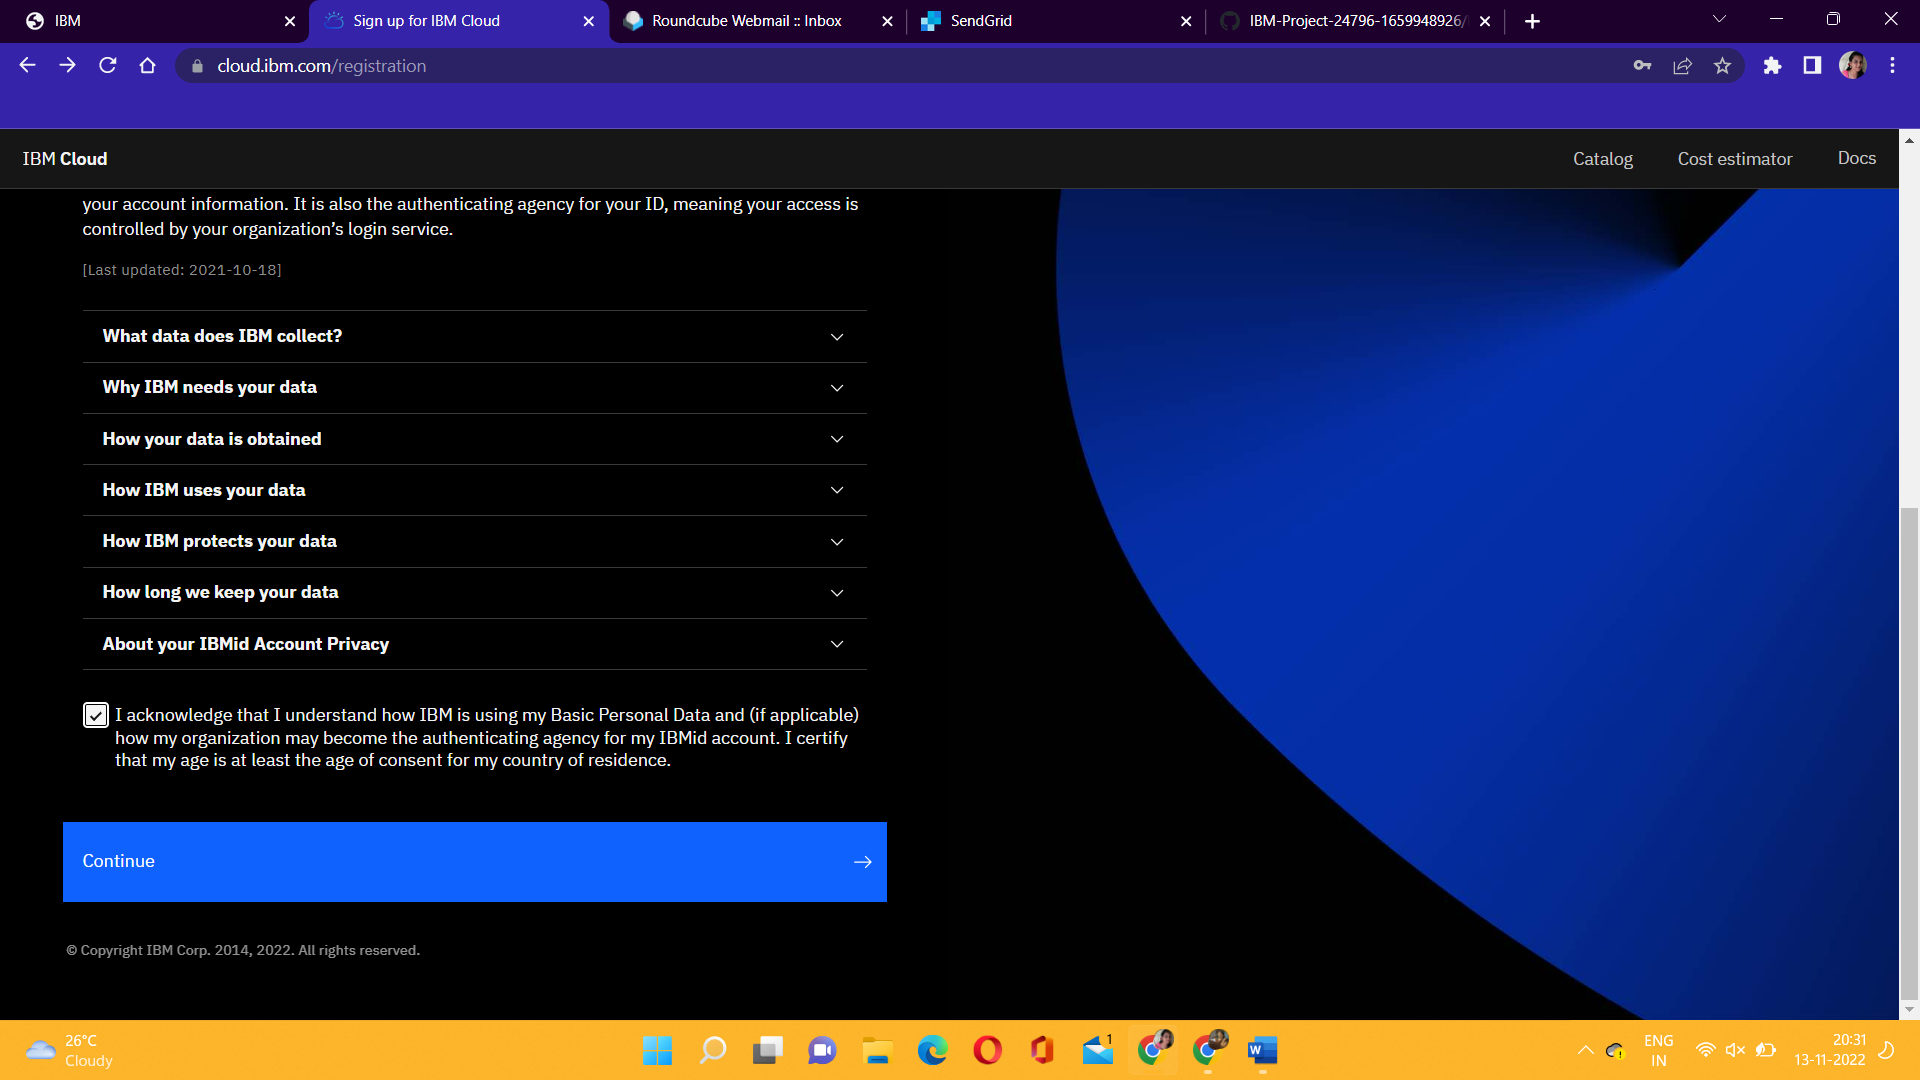 IBM
Sign up for IBM Cloud
Roundcube Webmail :: Inbox
SendGrid
IBM-Project-24796-1659948926/
cloud.ibm.com/registration
IBM Cloud
Catalog
Cost estimator
Docs
your account information. It is also the authenticating agency for your ID, meaning your access is
controlled by your organization’s login service.
[Last updated: 2021-10-18]
What data does IBM collect?
Why IBM needs your data
How your data is obtained
How IBM uses your data
How IBM protects your data
How long we keep your data
About your IBMid Account Privacy
I acknowledge that I understand how IBM is using my Basic Personal Data and (if applicable)
how my organization may become the authenticating agency for my IBMid account. I certify
that my age is at least the age of consent for my country of residence.
Continue
© Copyright IBM Corp. 2014, 2022. All rights reserved.
26°C
Cloudy
1
W
ENG
IN
20:31
13-11-2022